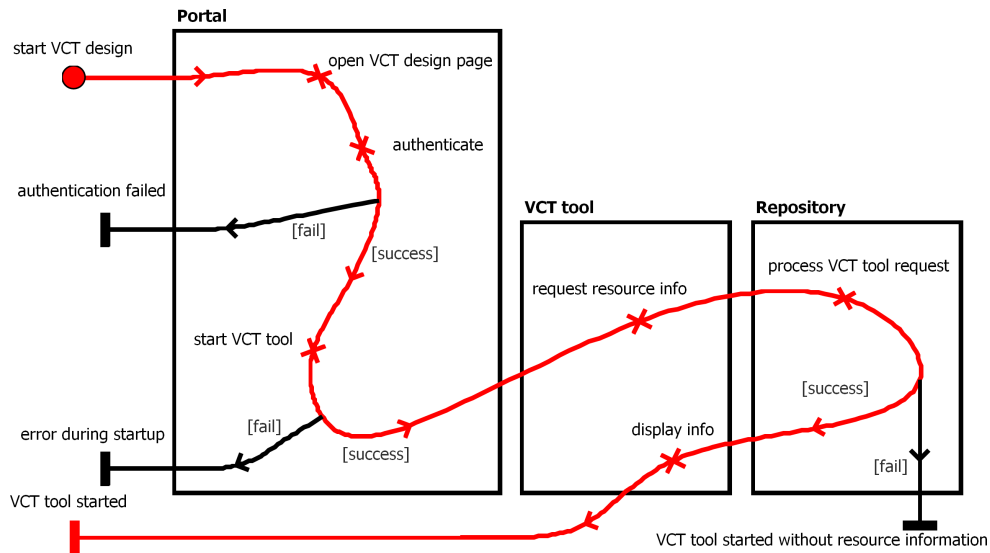 Portal
start VCT design
open VCT design page
authenticate
authentication failed
[fail]
[success]
VCT tool
Repository
process VCT tool request
request resource info
start VCT tool
[success]
[fail]
error during startup
[success]
display info
[fail]
VCT tool started
VCT tool started without resource information